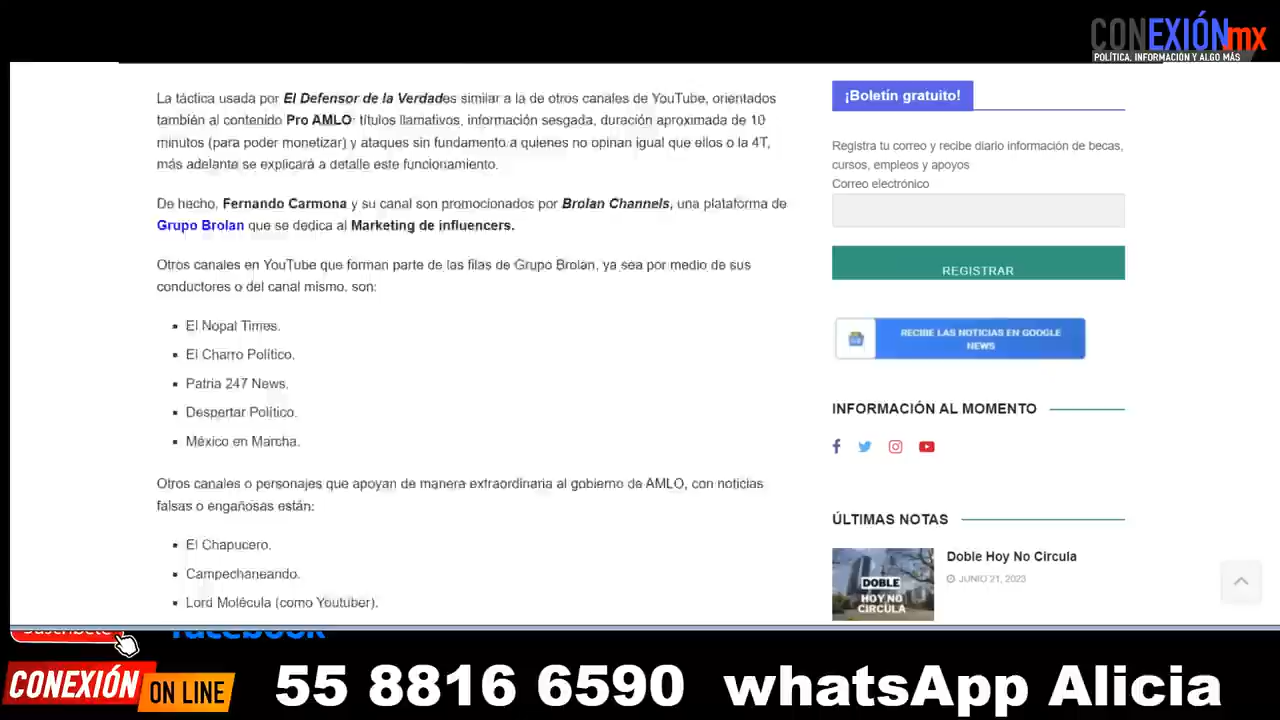 CONEXIÓNmx
POLÍTICA, INFORMACIÓN Y ALGO MÁS
La táctica usada por El Defensor de la Verdades similar a la de otros canales de YouTube, orientados
también al contenido Pro AMLO: títulos llamativos, información sesgada, duración aproximada de 10
minutos (para poder monetizar) y ataques sin fundamento a quienes no opinan igual que ellos o la 4T,
más adelante se explicará a detalle este funcionamiento.
De hecho, Fernando Carmona y su canal son promocionados por Brolan Channels, una plataforma de
Grupo Brolan que se dedica al Marketing de influencers.
Otros canales en YouTube que forman parte de las filas de Grupo Brolan, ya sea por medio de sus
conductores o del canal mismo, son:
El Nopal Times.
El Charro Político.
Patria 247 News.
Despertar Político.
México en Marcha.
Otros canales o personajes que apoyan de manera extraordinaria al gobierno de AMLO, con noticias
falsas o engañosas están:
El Chapucero.
Campechaneando.
Lord Molécula (como Youtuber).
¡Boletín gratuito!
Registra tu correo y recibe diario información de becas,
cursos, empleos y apoyos
Correo electrónico
REGISTRAR
RECIBE LAS NOTICIAS EN GOOGLE
NEWS
INFORMACIÓN AL MOMENTO
ÚLTIMAS NOTAS
DOBLE
HOY NO
CIRCULA
Doble Hoy No Circula
JUNIO 21, 2023
Suscríbete
facebook
CONEXIÓN ON LINE
55 8816 6590 whatsApp Alicia